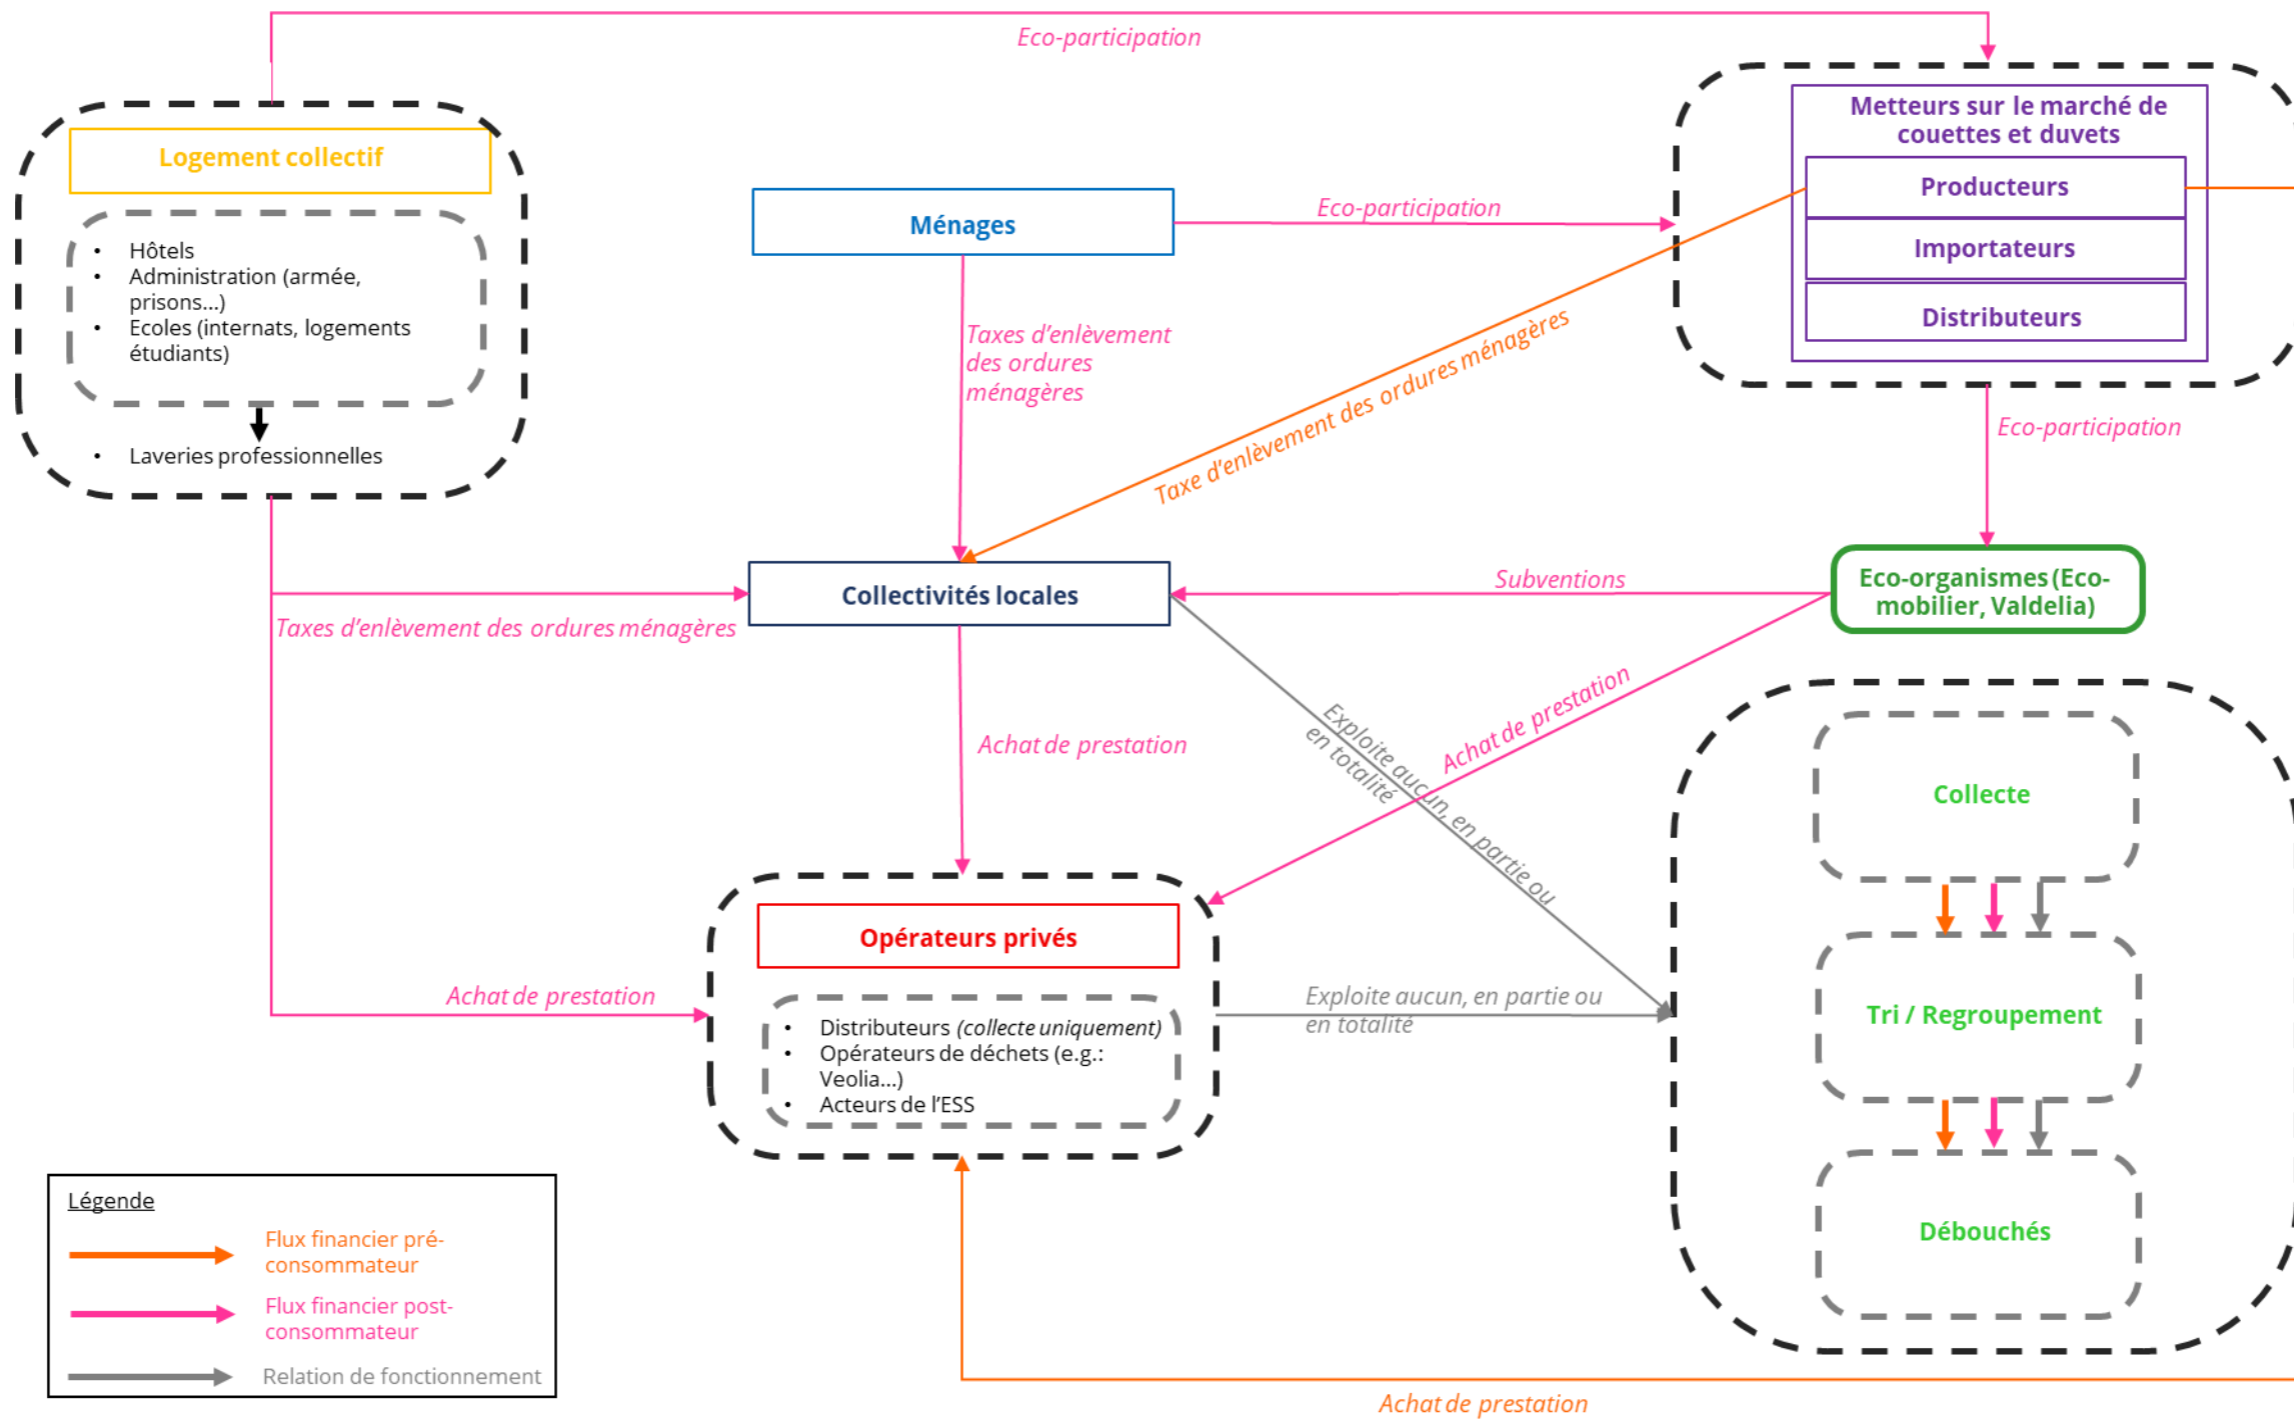 Eco-participation
Logement collectif
• Hôtels
• Administration (armée,
prisons...)
• Ecoles (internats, logements
étudiants)
• Laveries professionnelles
Ménages
Eco-participation
Metteurs sur le marché de
couettes et duvets
Producteurs
Importateurs
Distributeurs
Taxes d'enlèvement
des ordures
ménagères
Taxe d'enlèvement des ordures ménagères
Eco-participation
Collectivités locales
Subventions
Eco-organismes (Eco-
mobilier, Valdelia)
Taxes d'enlèvement des ordures ménagères
Achat de prestation
Exploite aucun, en partie ou
en totalité
Achat de prestation
Collecte
Tri / Regroupement
Débouchés
Opérateurs privés
• Distributeurs (collecte uniquement)
• Opérateurs de déchets (e.g.:
Veolia...)
• Acteurs de l'ESS
Achat de prestation
Exploite aucun, en partie ou
en totalité
Légende
Flux financier pré-
consommateur
Flux financier post-
consommateur
Relation de fonctionnement
Achat de prestation